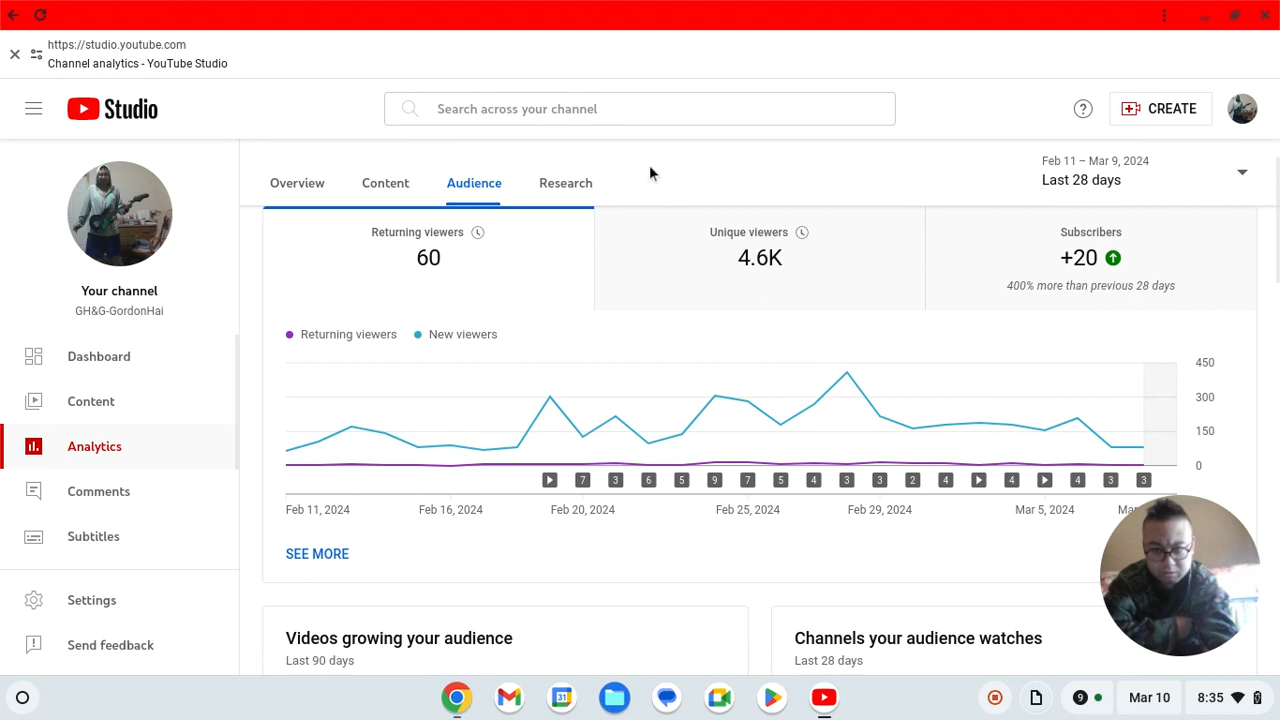 https://studio.youtube.com
Channel analytics - YouTube Studio
Studio
Search across your channel
CREATE
Your channel
GH&G-GordonHai
Dashboard
Content
Analytics
Comments
Subtitles
Settings
Send feedback
Overview
Content
Audience
Research
Feb 11 – Mar 9, 2024
Last 28 days
Returning viewers
60
Unique viewers
4.6K
Subscribers
+20
400% more than previous 28 days
Returning viewers
New viewers
450
300
150
0
7 3 6 5 9 7 5 4 3 3 2 4 4 4 3 3
Feb 11, 2024
Feb 16, 2024
Feb 20, 2024
Feb 25, 2024
Feb 29, 2024
Mar 5, 2024
SEE MORE
Videos growing your audience
Last 90 days
Channels your audience watches
Last 28 days
9
Mar 10
8:35